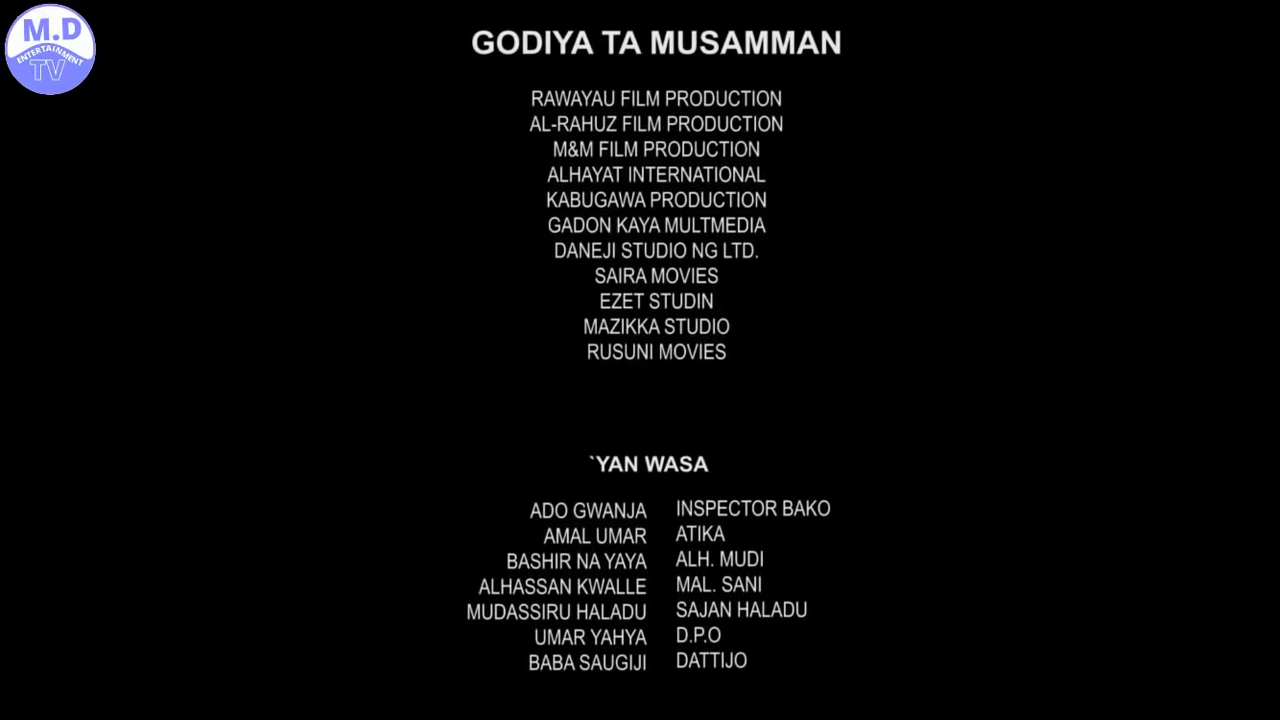 M.D
ENTERTAINMENT
TV
GODIYA TA MUSAMMAN
RAWAYAU FILM PRODUCTION
AL-RAHUZ FILM PRODUCTION
M&M FILM PRODUCTION
ALHAYAT INTERNATIONAL
KABUGAWA PRODUCTION
GADON KAYA MULTMEDIA
DANEJI STUDIO NG LTD.
SAIRA MOVIES
EZET STUDIN
MAZIKKA STUDIO
RUSUNI MOVIES
`YAN WASA
ADO GWANJA INSPECTOR BAKO
AMAL UMAR ATIKA
BASHIR NA YAYA ALH. MUDI
ALHASSAN KWALLE MAL. SANI
MUDASSIRU HALADU SAJAN HALADU
UMAR YAHYA D.P.O
BABA SAUGIJI DATTIJO